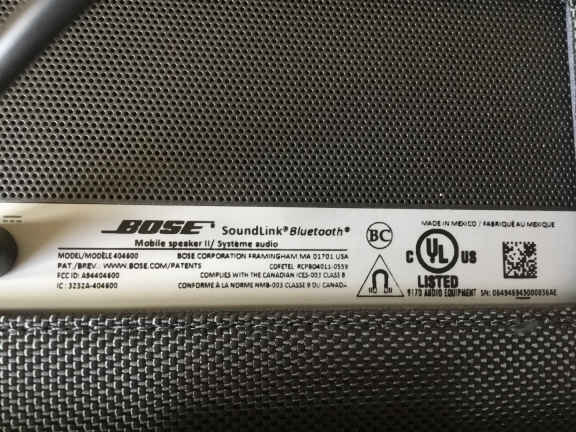 BOSE SoundLink® Bluetooth®
Mobile speaker II/ Système audio
MODEL/MODÈLE 404600
PAT./BREV.: WWW.BOSE.COM/PATENTS
FCC ID: A94404600
IC : 3232A-404600
BOSE CORPORATION FRAMINGHAM, MA 01701 USA
COFETEL: RCPBO4011-0559
COMPLIES WITH THE CANADIAN ICES-003 CLASS B
CONFORME À LA NORME NMB-003 CLASSE B DU CANADA
BC
MADE IN MEXICO / FABRIQUÉ AU MEXIQUE
C UL US
®
LISTED
9170 AUDIO EQUIPMENT